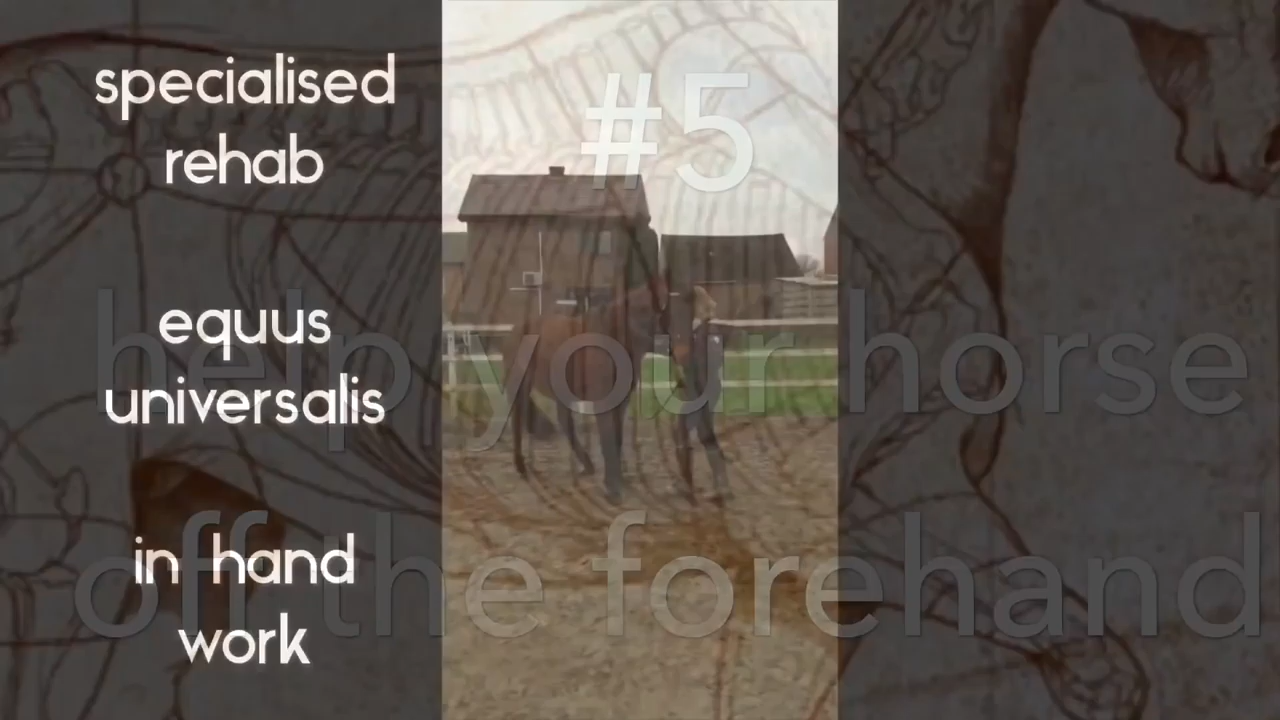 specialised
rehab
equus
universalis
in hand
work
#5
help your horse
off the forehand